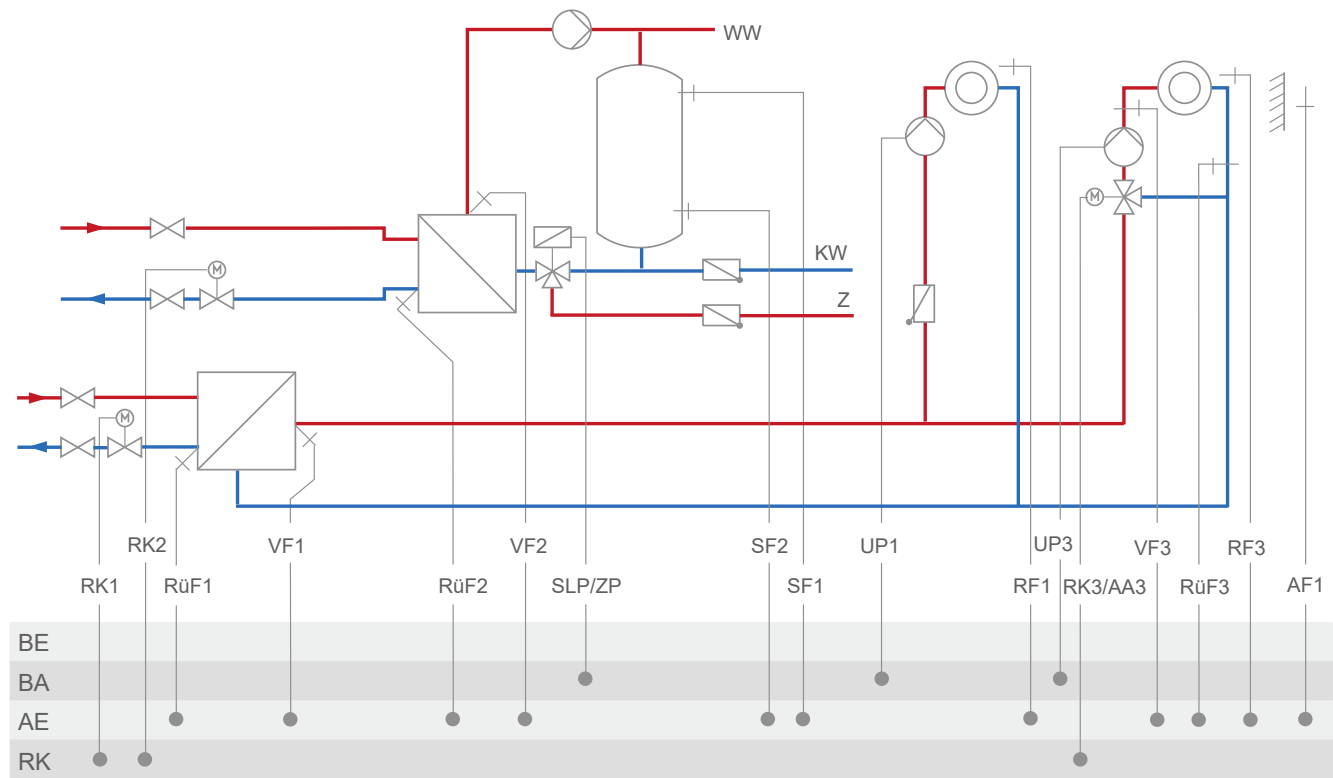 WW
KW
M
Z
M
M
RK2
VF1
VF2
SF2
UP1
UP3
VF3
RF3
RK1
RüF1
RüF2
SLP/ZP
SF1
RF1
RK3/AA3
RüF3
AF1
BE
BA
AE
RK